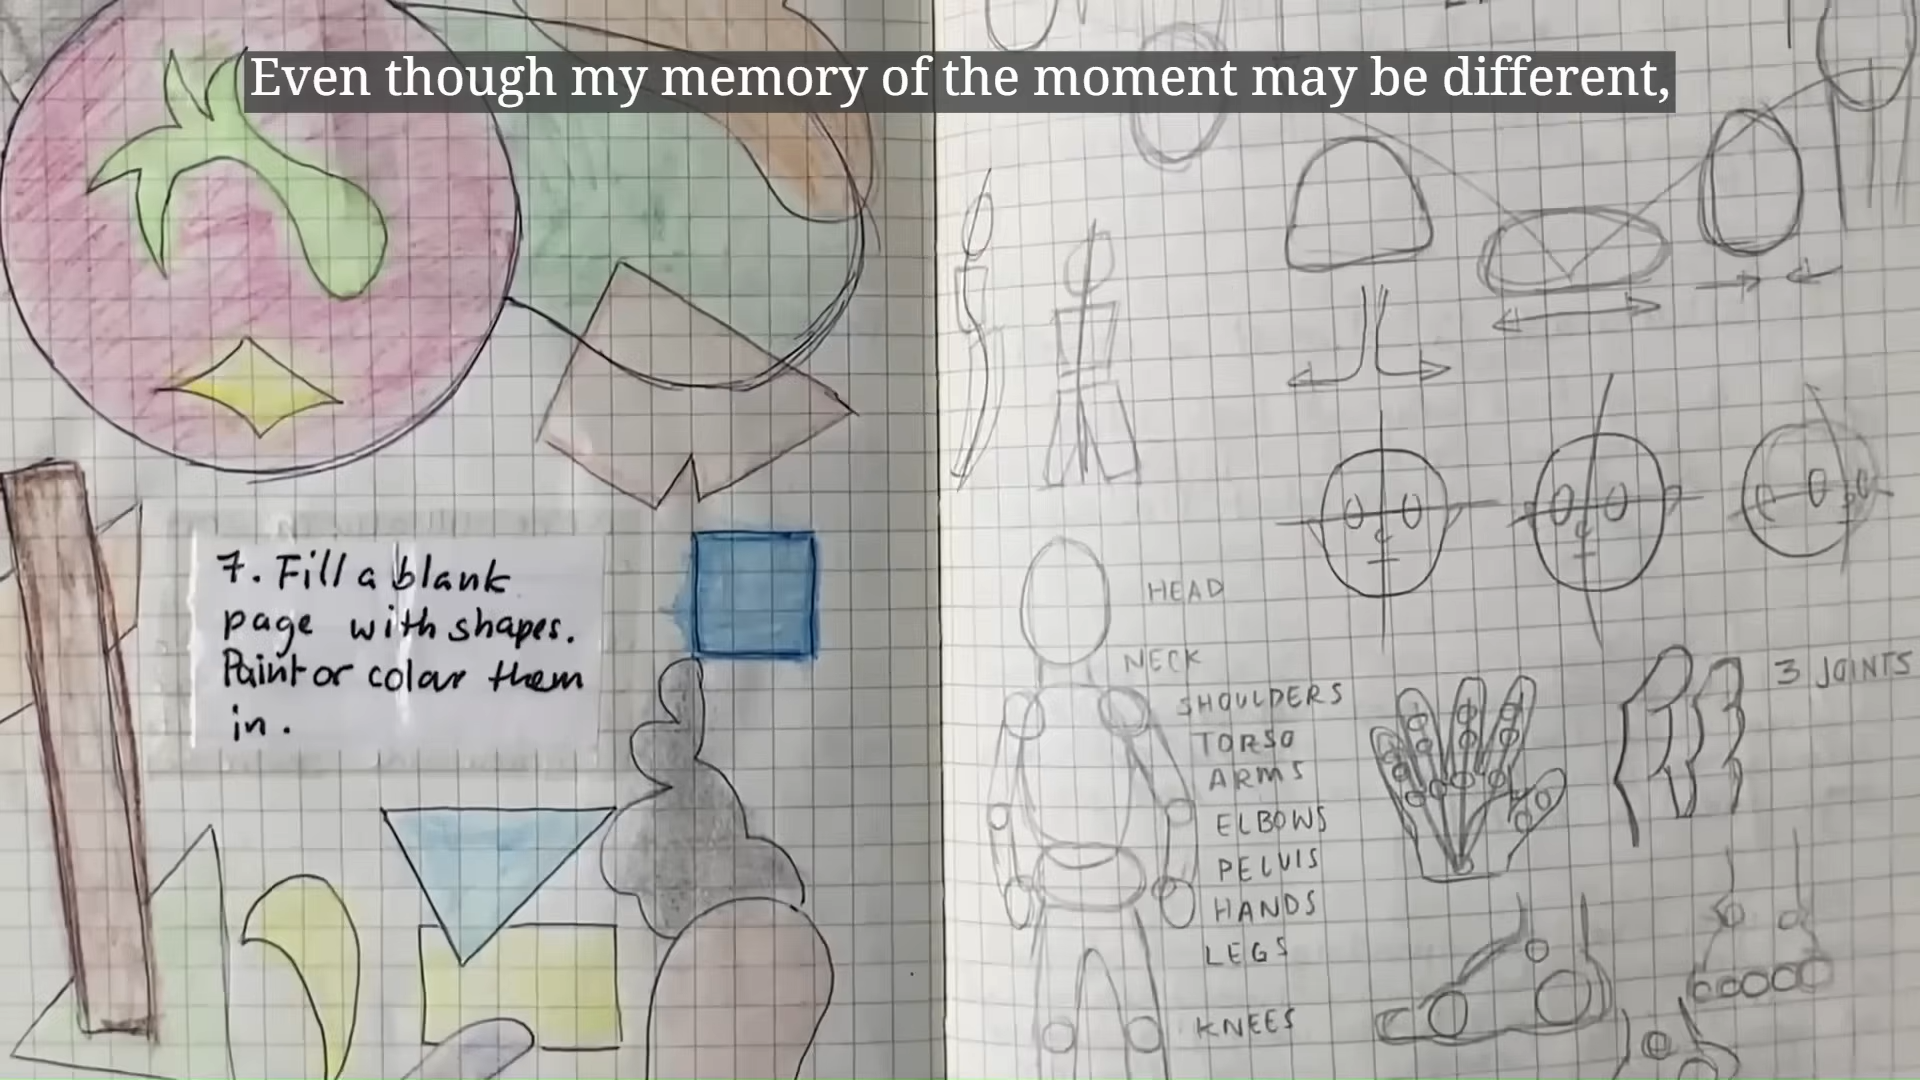 Even though my memory of the moment may be different,
7. Fill a blank
page with shapes.
Paint or color them
in.
HEAD
NECK
SHOULDERS
TORSO
ARMS
ELBOWS
PELVIS
HANDS
LEGS
KNEES
3 JOINTS